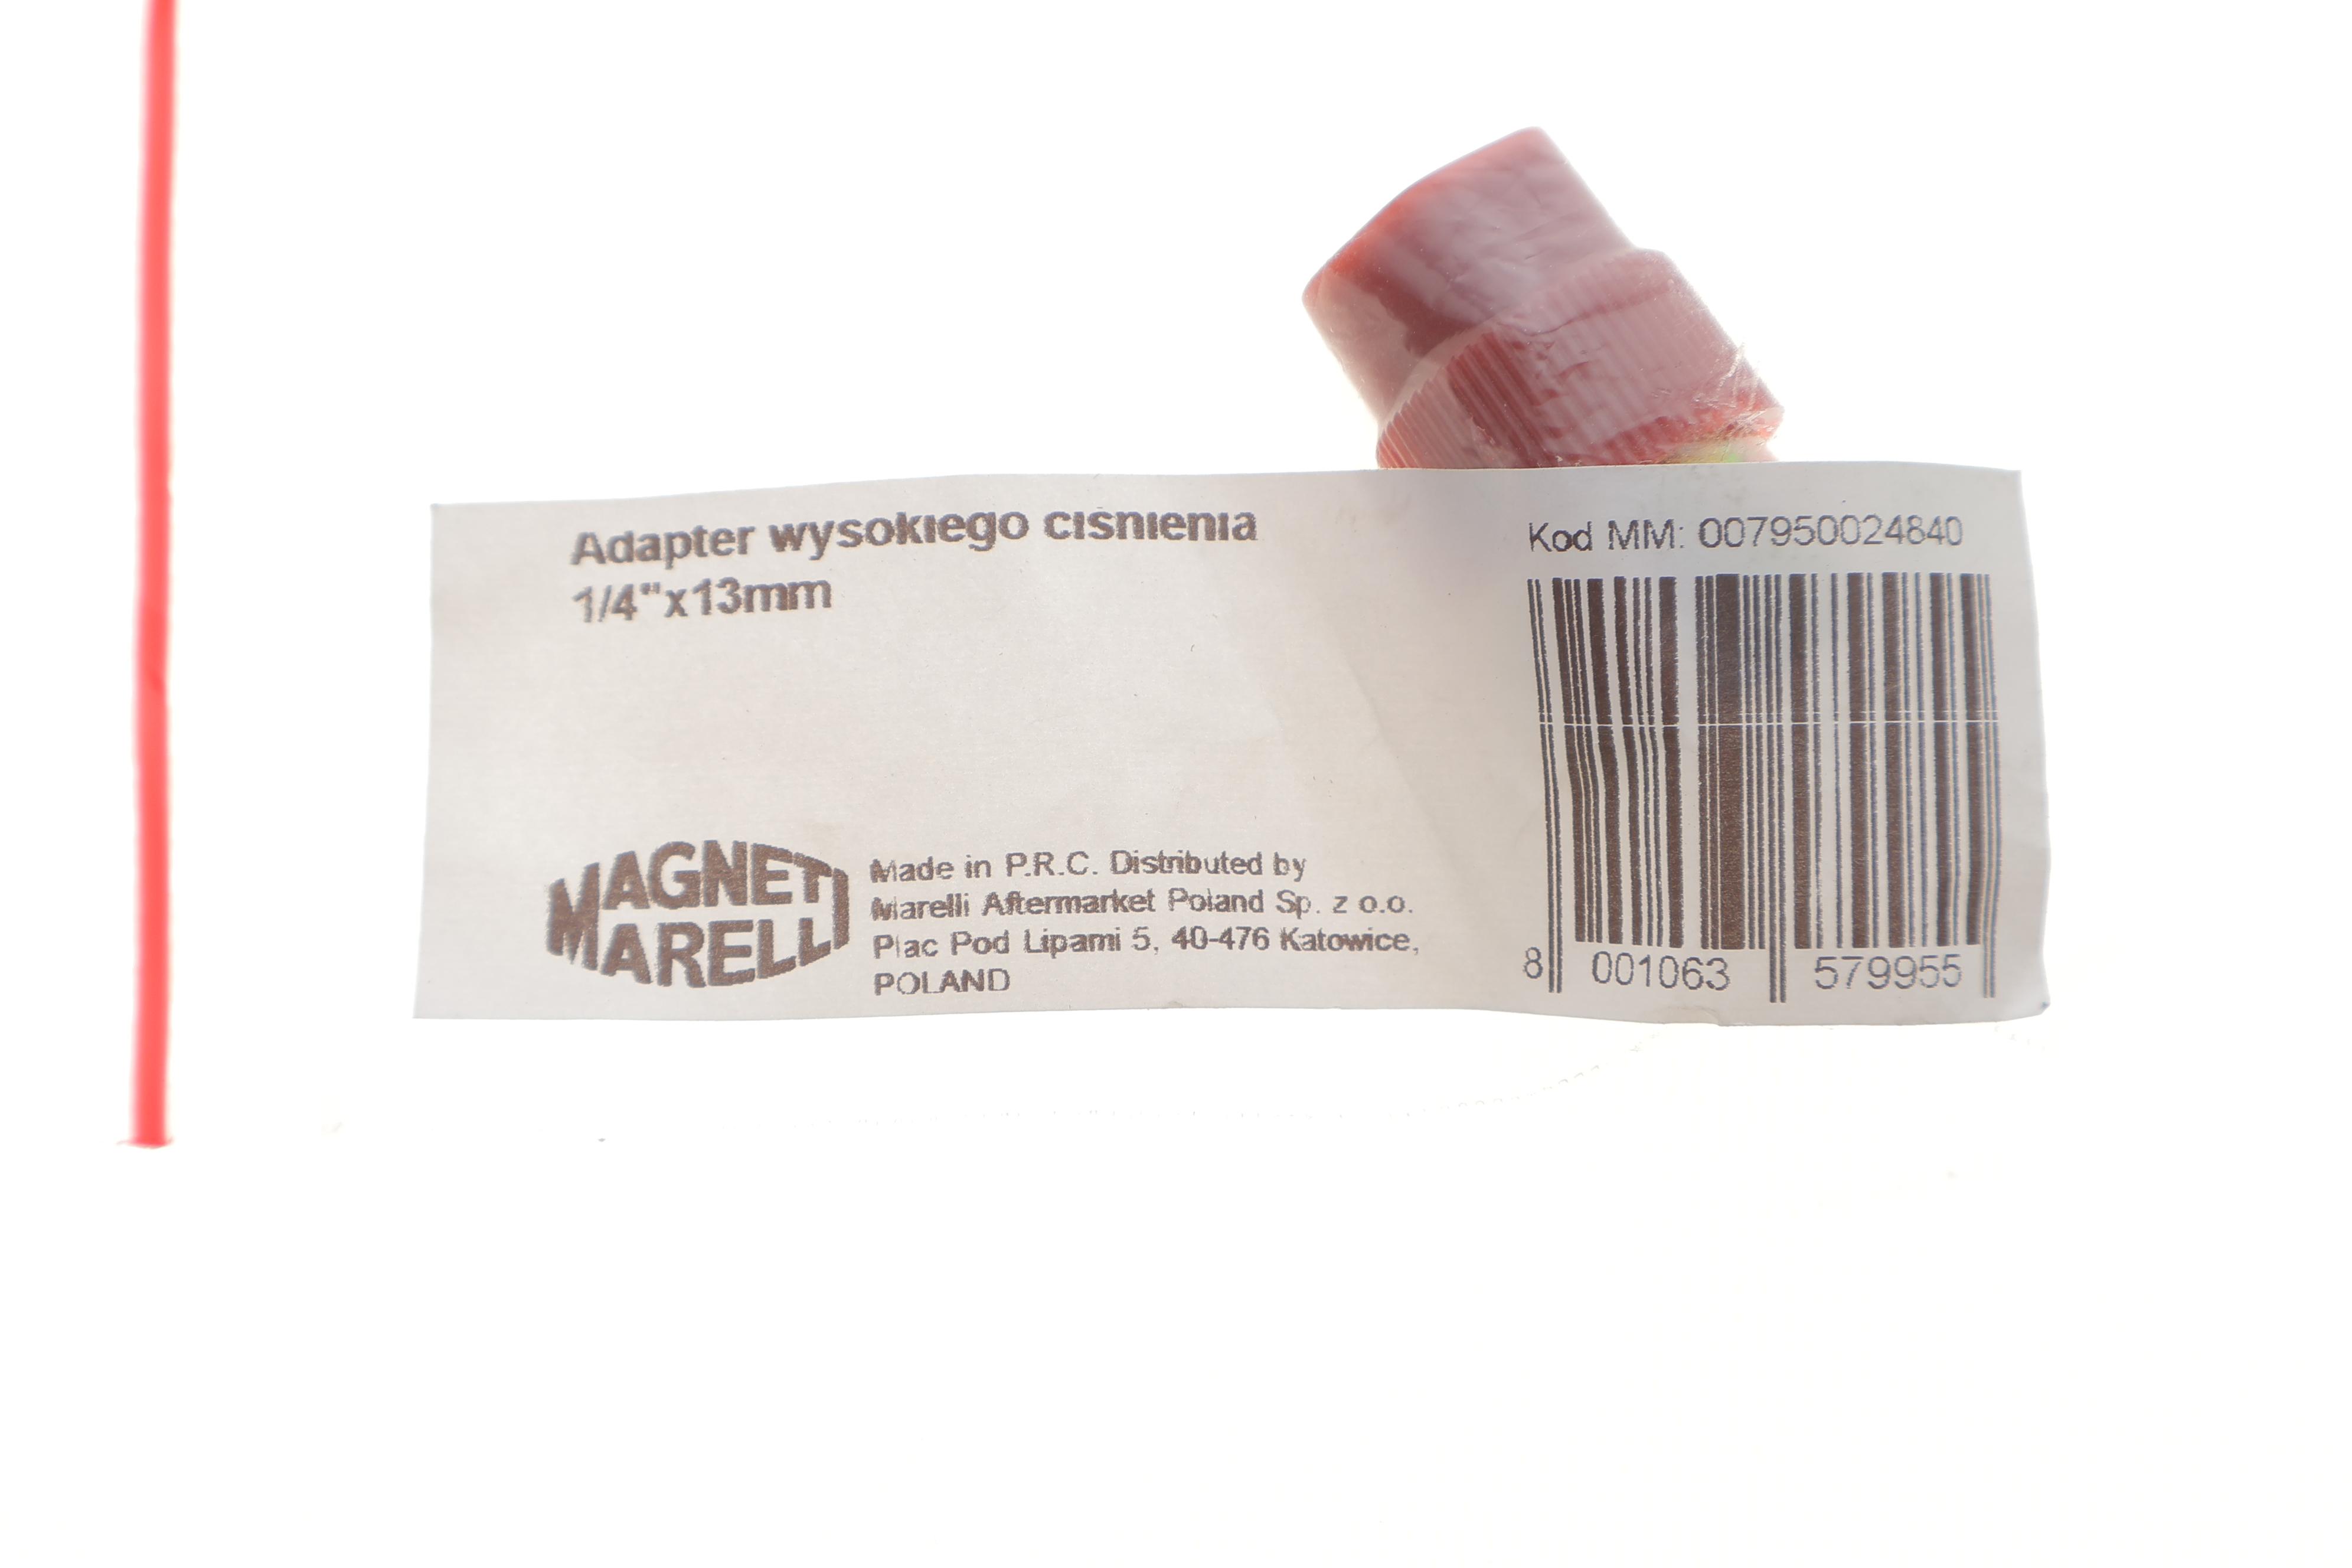 Adapter wysokiego ciśnienia
1/4"x13mm
Kod MM: 007950024840
MAGNETI
MARELLI
Made in P.R.C. Distributed by
Marelli Aftermarket Poland Sp. z o.o.
Plac Pod Lipami 5, 40-476 Katowice,
POLAND
8 001063 579955